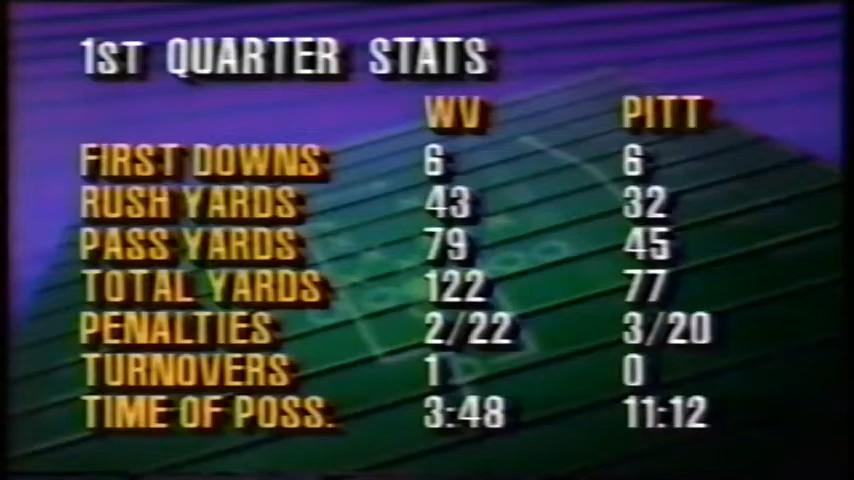 1ST QUARTER STATS
WV PITT
FIRST DOWNS 6 6
RUSH YARDS 43 32
PASS YARDS 79 45
TOTAL YARDS 122 77
PENALTIES 2/22 3/20
TURNOVERS 1 0
TIME OF POSS. 3:48 11:12